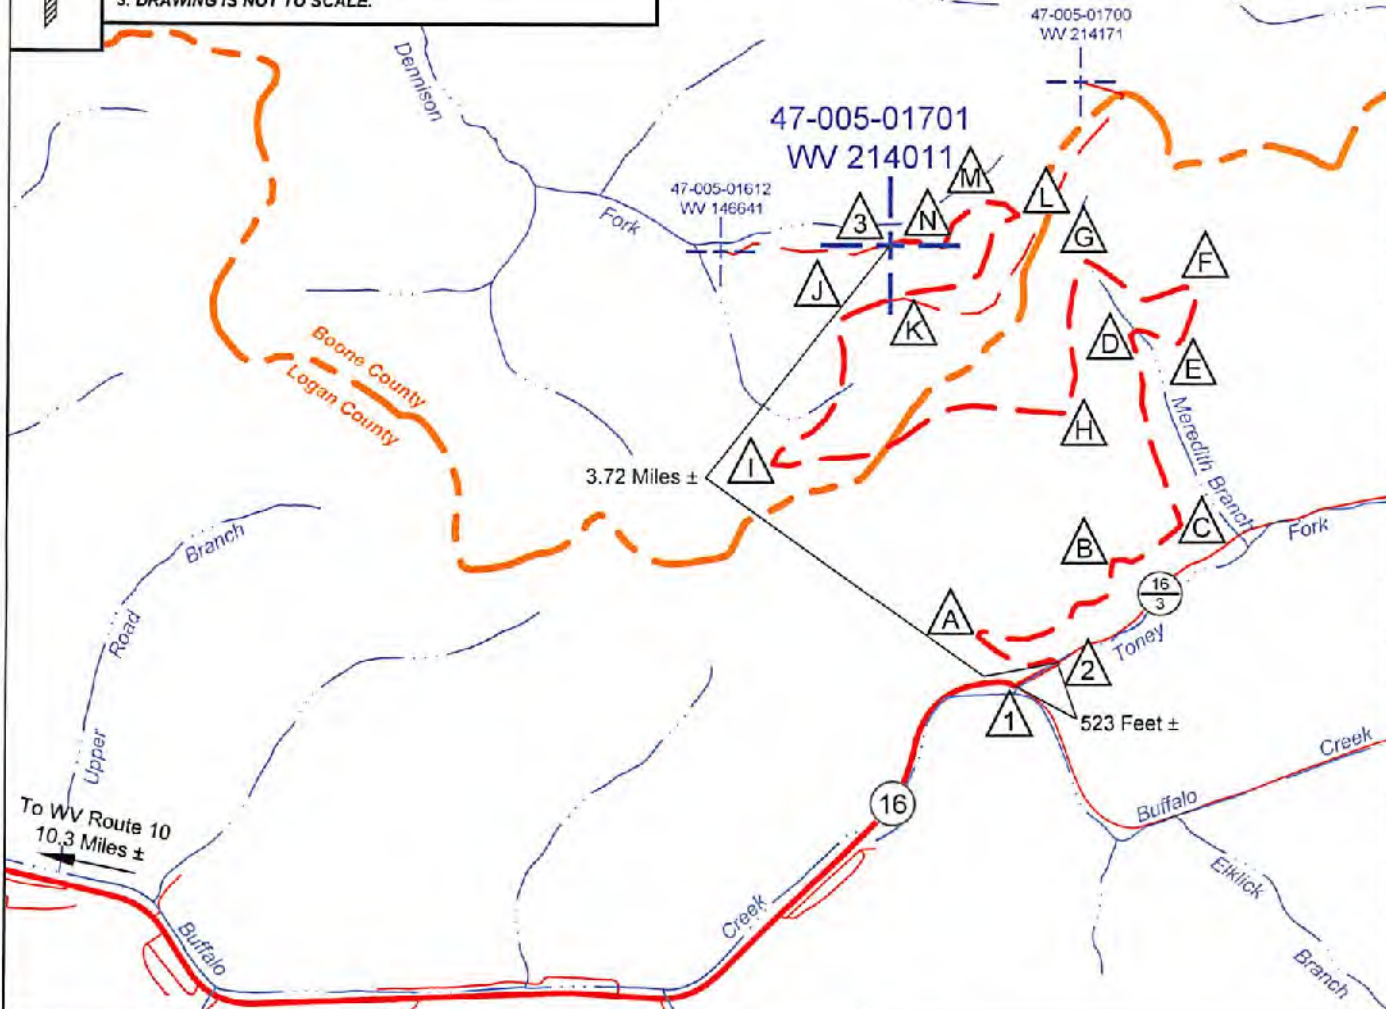 3. DRAWING IS NOT TO SCALE.
47-005-01700
WV 214171
Dennison
47-005-01701
WV 214011
47-005-01612
WV 146641
Fork
3
N
M
L
G
F
J
K
D
E
Boone County
Logan County
H
Meredith Branch
I
3.72 Miles ±
C
Fork
B
Branch
16
3
A
Road
Toney
2
1
523 Feet ±
Upper
Creek
16
Buffalo
To WV Route 10
10.3 Miles ±
Elklick
Creek
Buffalo
Branch